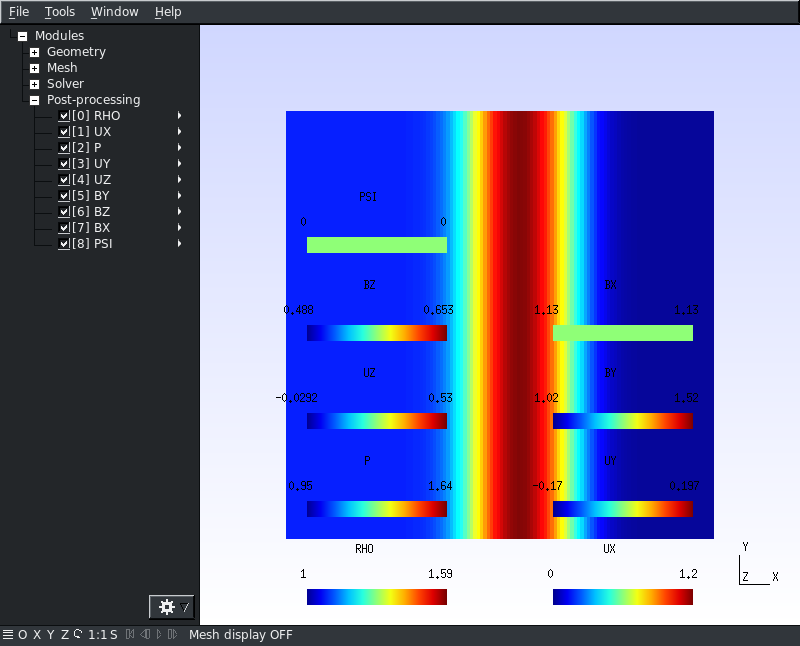 File Tools Window Help
Modules
Geometry
Mesh
Solver
Post-processing
[0] RHO
[1] UX
[2] P
[3] UY
[4] UZ
[5] BY
[6] BZ
[7] BX
[8] PSI
PSI
0 0
BZ BX
0.488 0.653 1.13 1.13
UZ BY
-0.0292 0.53 1.02 1.52
P UY
0.95 1.64 -0.17 0.197
RHO UX
1 1.59 0 1.2
Y
Z X
O X Y Z 1:1 S Mesh display OFF